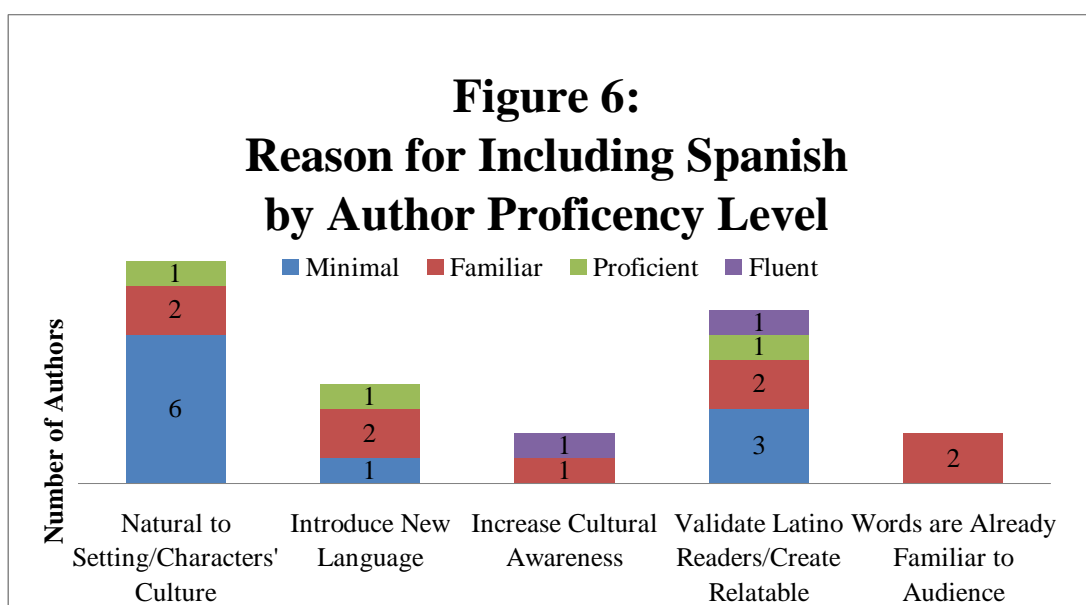 Figure 6:
Reason for Including Spanish
by Author Proficency Level
Minimal Familiar Proficient Fluent
Number of Authors
1
2
6
1
2
1
1
1
1
1
2
3
2
Natural to
Setting/Characters'
Culture
Introduce New
Language
Increase Cultural
Awareness
Validate Latino
Readers/Create
Relatable
Words are Already
Familiar to
Audience